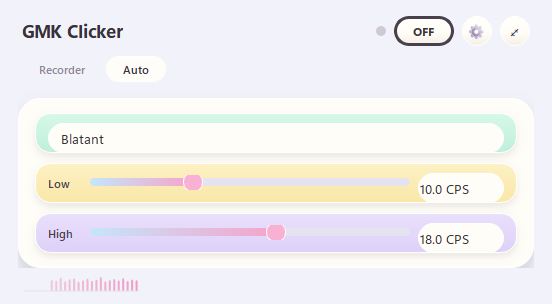 GMK Clicker
OFF
Recorder
Auto
Blatant
Low
10.0 CPS
High
18.0 CPS